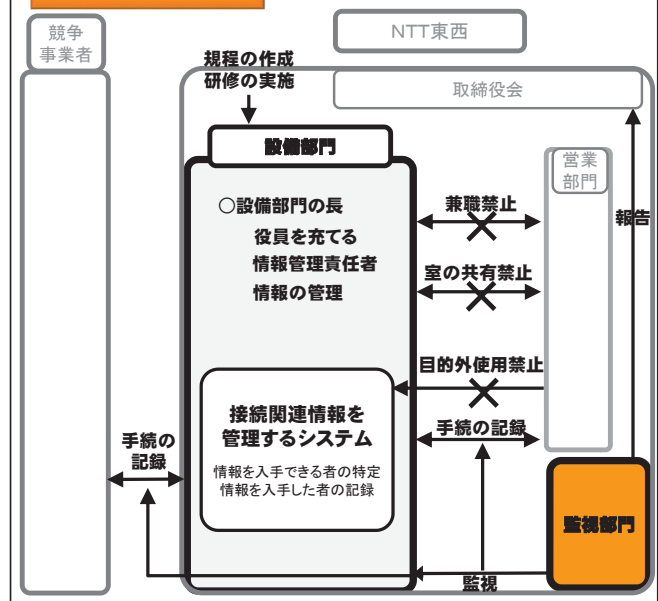 競争
事業者
NTT東西
規程の作成
研修の実施
取締役会
設備部門
営業
部門
○設備部門の長
役員を充てる
情報管理責任者
情報の管理
兼職禁止
報告
室の共有禁止
目的外使用禁止
接続関連情報を
管理するシステム
情報を入手できる者の特定
情報を入手した者の記録
手続の記録
手続の
記録
監視部門
監視